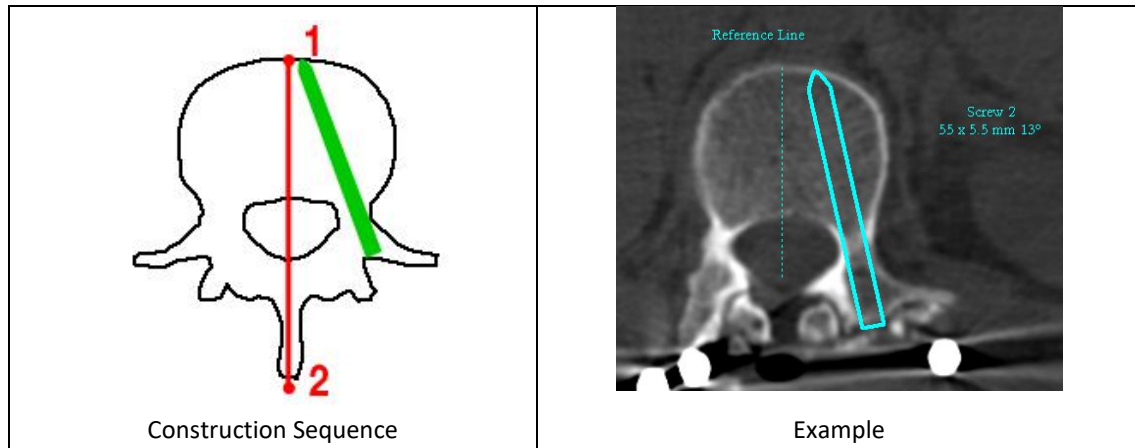 1
2
Construction Sequence
Reference Line
Screw 2
55 x 5.5 mm 13°
Example